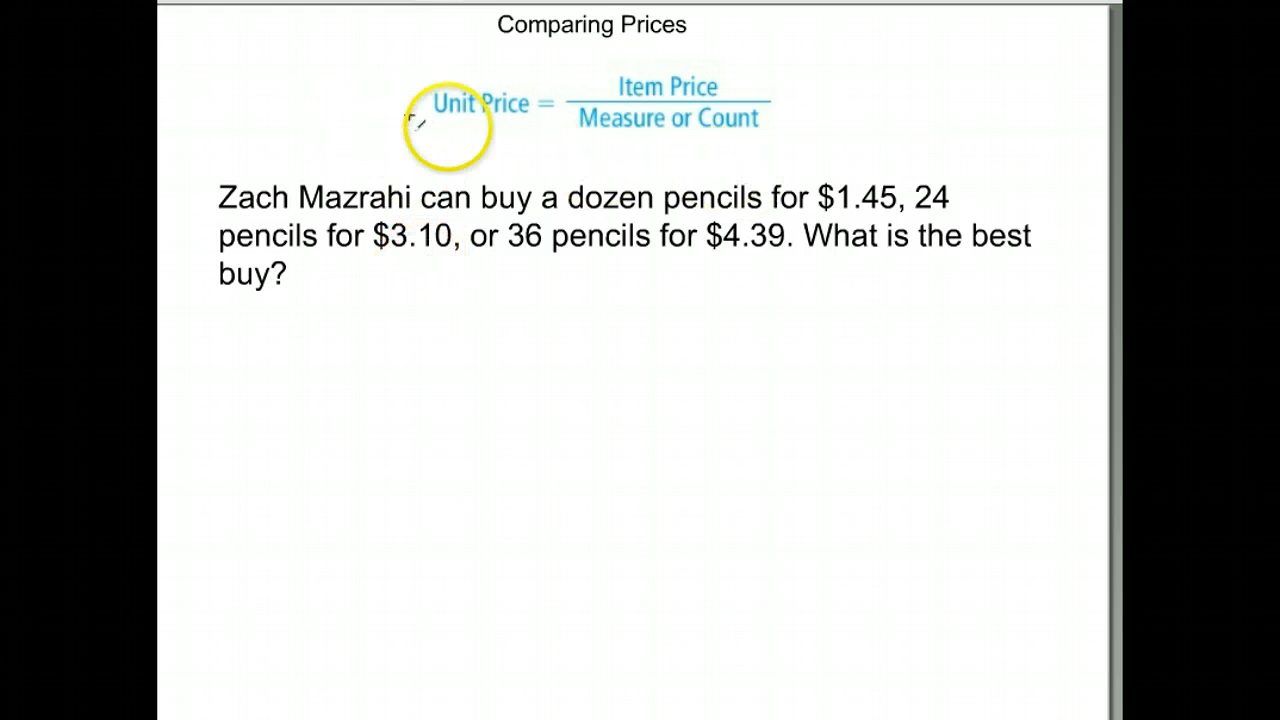 Comparing Prices
Unit Price = Item Price
Measure or Count
Zach Mazrahi can buy a dozen pencils for $1.45, 24
pencils for $3.10, or 36 pencils for $4.39. What is the best
buy?